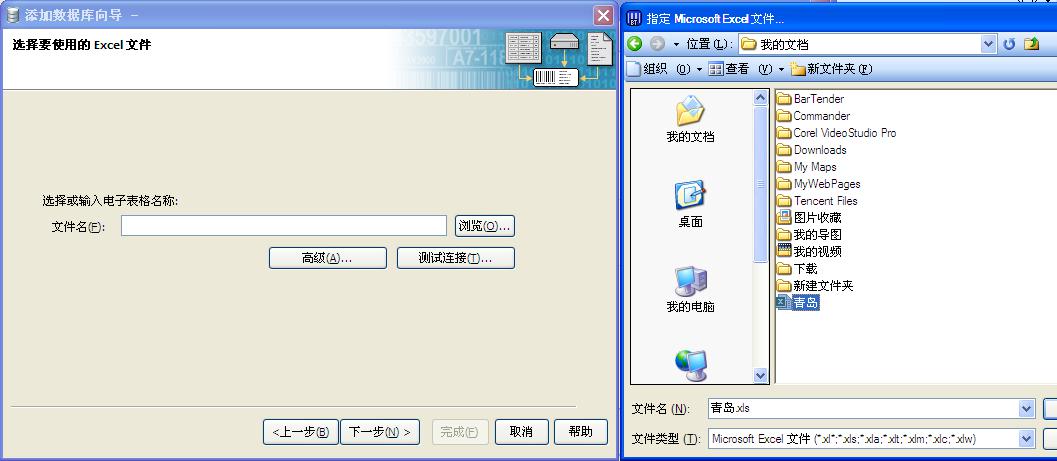 添加数据库向导 -
选择要使用的 Excel 文件
选择或输入电子表格名称:
文件名(F):
浏览(O)...
高级(A)...
测试连接(T)...
<上一步(B)
下一步(N) >
完成(F)
取消
帮助
指定 Microsoft Excel 文件...
位置(L):
我的文档
组织 (O)
查看 (V)
新文件夹(F)
我的文档
桌面
我的电脑
BarTender
Commander
Corel VideoStudio Pro
Downloads
My Maps
MyWebPages
Tencent Files
图片收藏
我的导图
我的视频
下载
新建文件夹
青岛
文件名 (N):
青岛.xls
文件类型 (T):
Microsoft Excel 文件 (*.xl*;*.xls;*.xla;*.xlt;*.xlm;*.xlc;*.xlw)